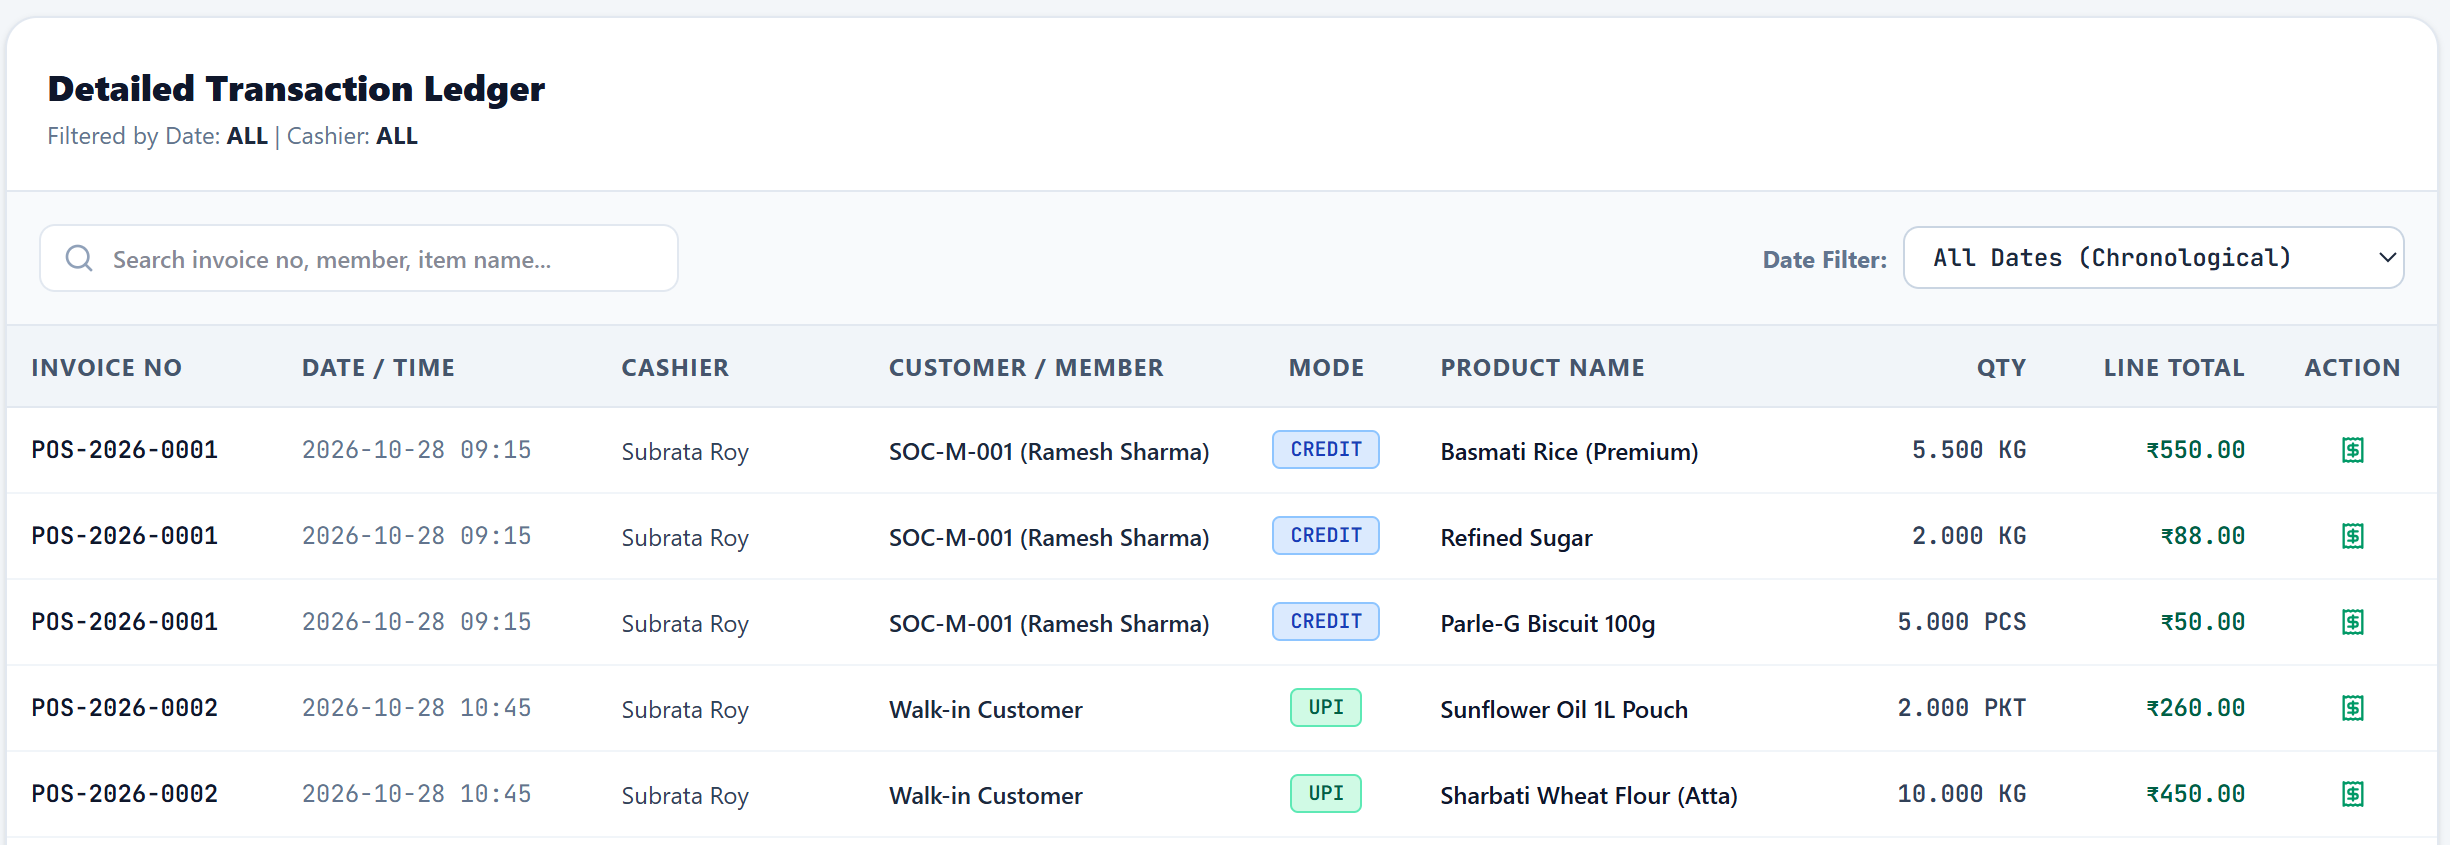 Detailed Transaction Ledger
Filtered by Date: ALL | Cashier: ALL
Search invoice no, member, item name...
Date Filter: All Dates (Chronological)
INVOICE NO DATE / TIME CASHIER CUSTOMER / MEMBER MODE PRODUCT NAME QTY LINE TOTAL ACTION
POS-2026-0001 2026-10-28 09:15 Subrata Roy SOC-M-001 (Ramesh Sharma) CREDIT Basmati Rice (Premium) 5.500 KG ₹550.00
POS-2026-0001 2026-10-28 09:15 Subrata Roy SOC-M-001 (Ramesh Sharma) CREDIT Refined Sugar 2.000 KG ₹88.00
POS-2026-0001 2026-10-28 09:15 Subrata Roy SOC-M-001 (Ramesh Sharma) CREDIT Parle-G Biscuit 100g 5.000 PCS ₹50.00
POS-2026-0002 2026-10-28 10:45 Subrata Roy Walk-in Customer UPI Sunflower Oil 1L Pouch 2.000 PKT ₹260.00
POS-2026-0002 2026-10-28 10:45 Subrata Roy Walk-in Customer UPI Sharbati Wheat Flour (Atta) 10.000 KG ₹450.00